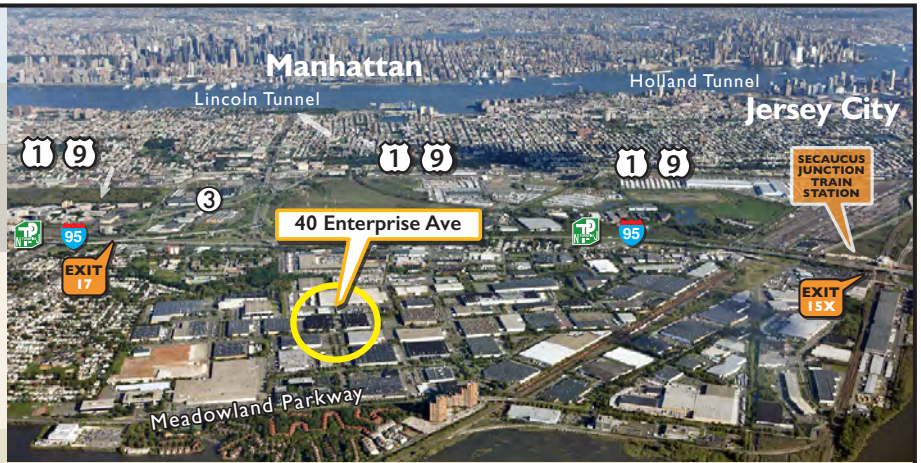 Manhattan
Lincoln Tunnel
Holland Tunnel
Jersey City
1 9
1 9
1 9
SECAUCUS
JUNCTION
TRAIN
STATION
3
40 Enterprise Ave
95
95
EXIT
17
EXIT
15X
Meadowland Parkway